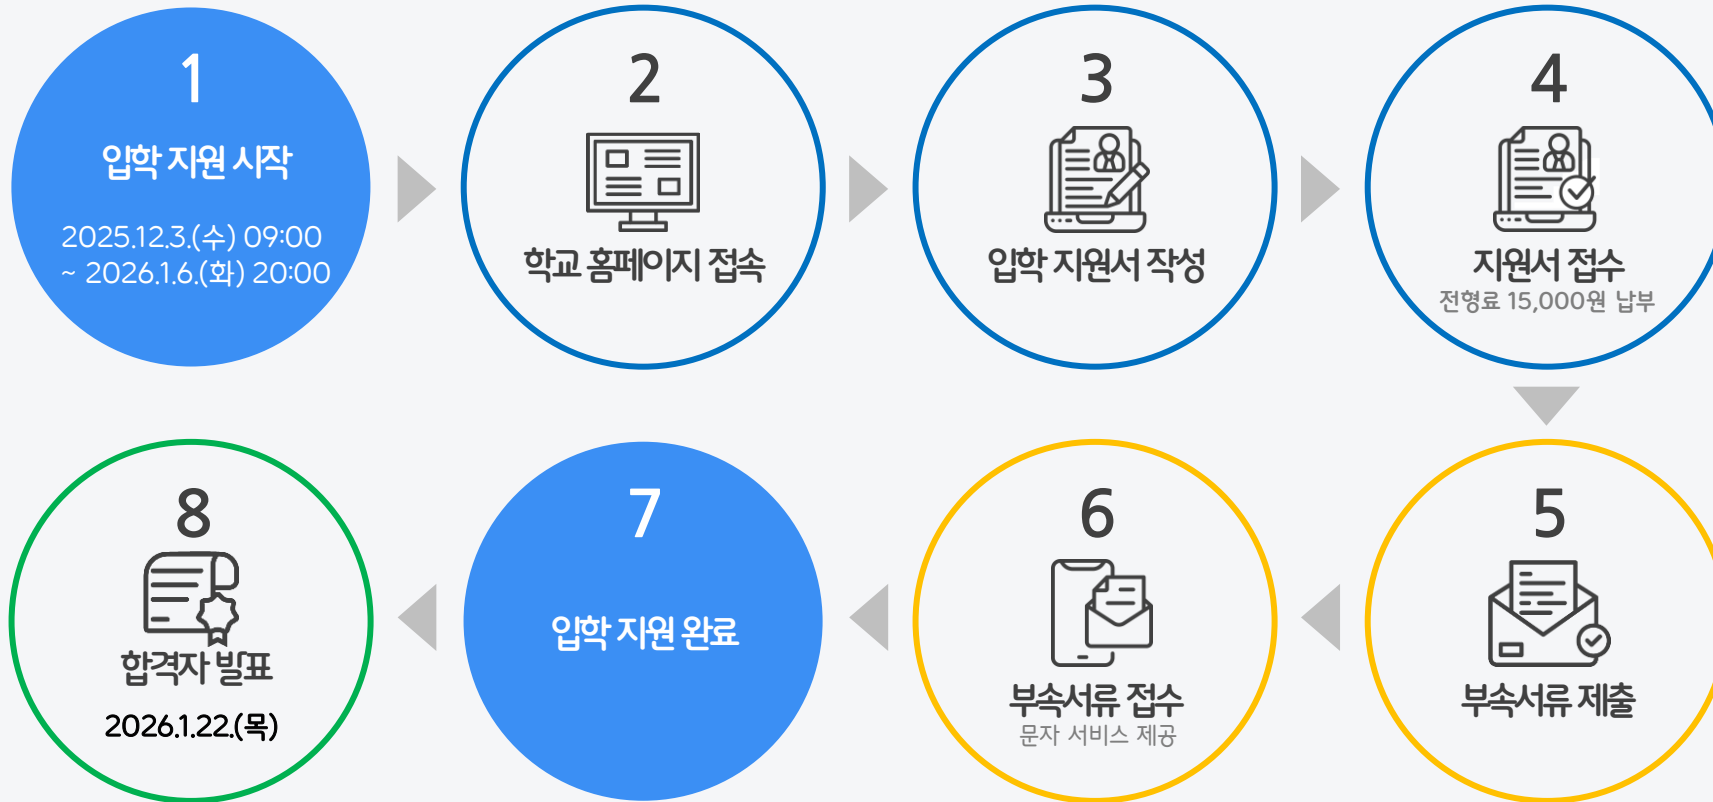 1
입학 지원 시작
2025.12.3.(수) 09:00
~ 2026.1.6.(화) 20:00
2
학교 홈페이지 접속
3
입학 지원서 작성
4
지원서 접수
전형료 15,000원 납부
5
부속서류 제출
6
부속서류 접수
문자 서비스 제공
7
입학 지원 완료
8
합격자 발표
2026.1.22.(목)